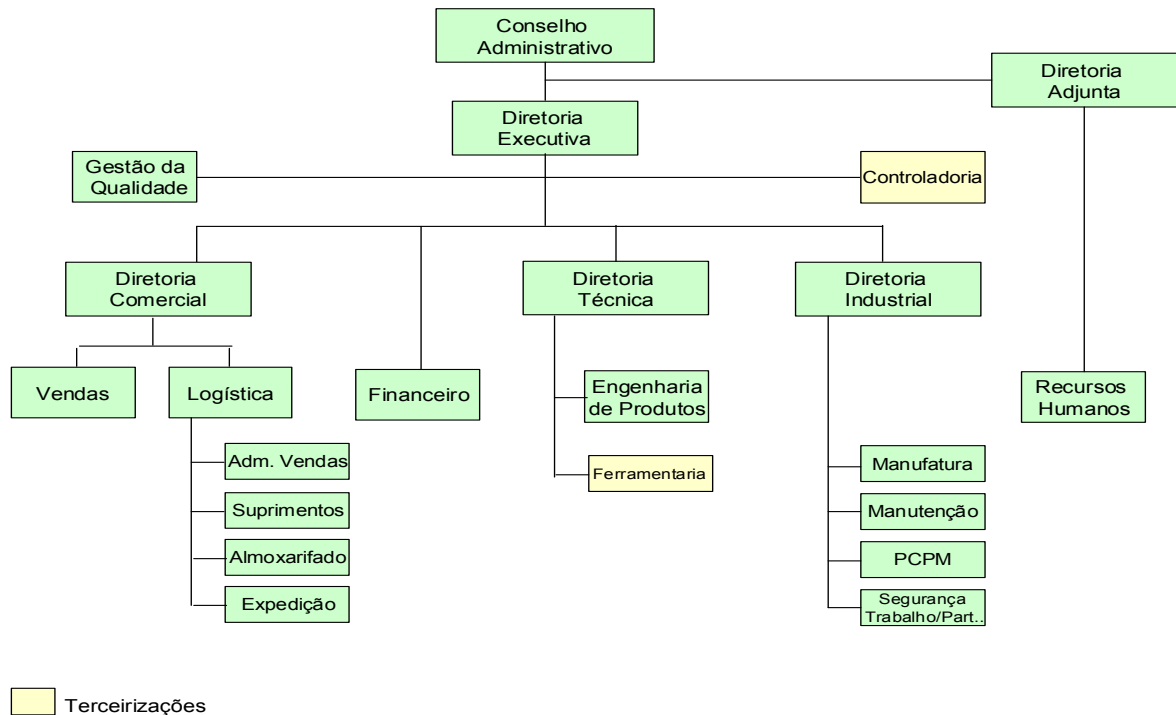 Conselho
Administrativo
Diretoria
Adjunta
Diretoria
Executiva
Gestão da
Qualidade
Controladoria
Diretoria
Comercial
Diretoria
Técnica
Diretoria
Industrial
Vendas
Logística
Financeiro
Engenharia
de Produtos
Recursos
Humanos
Adm. Vendas
Ferramentaria
Manufatura
Suprimentos
Manutenção
Almoxarifado
PCPM
Expedição
Segurança
Trabalho/Part..
Terceirizações